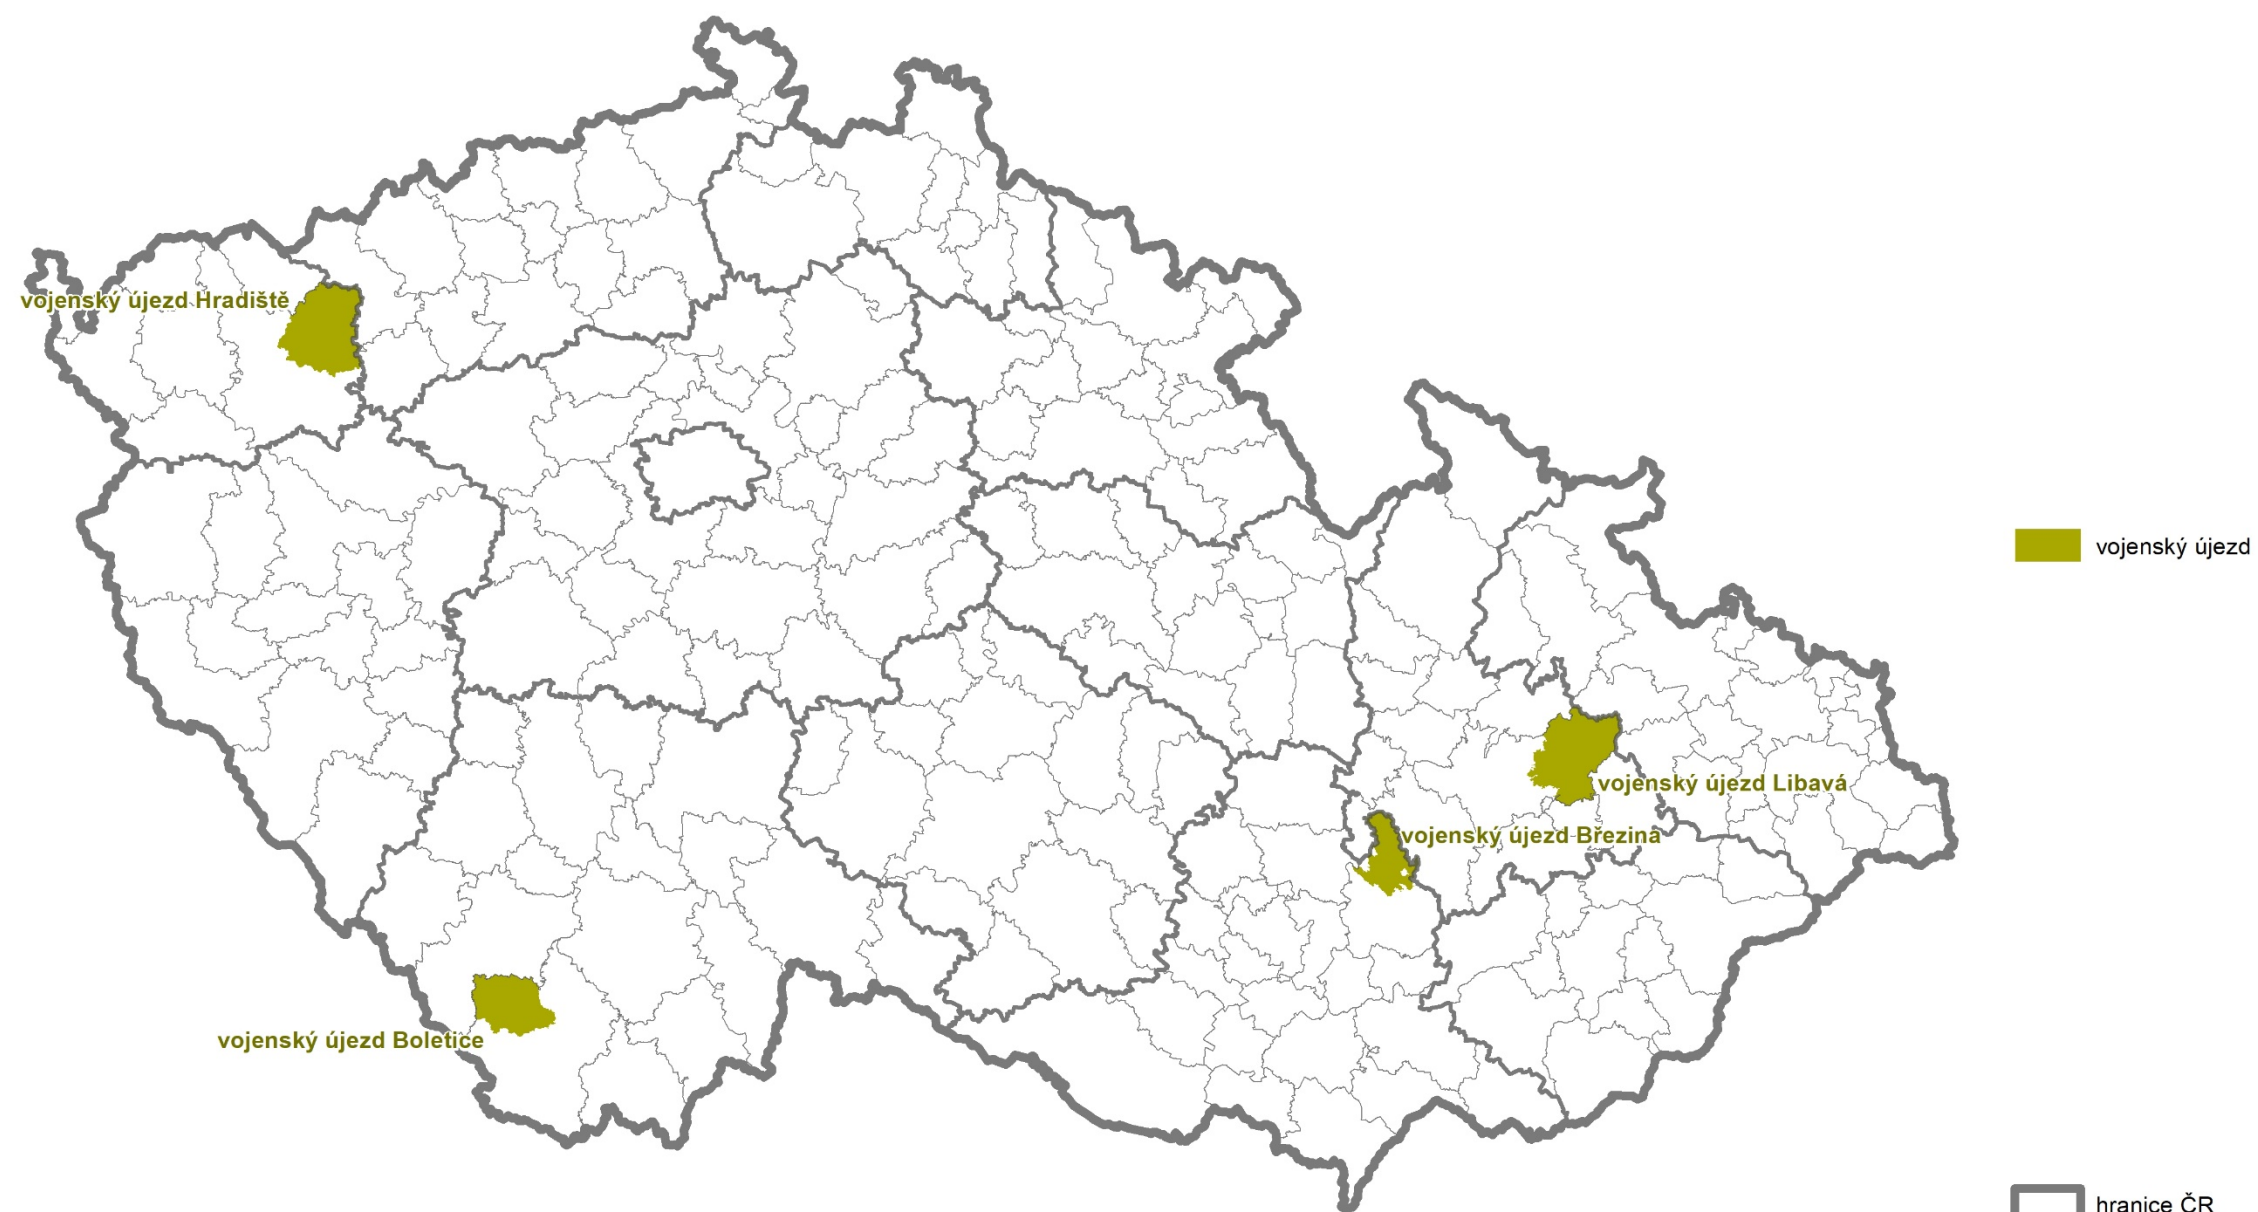 vojenský újezd Hradiště
vojenský újezd
vojenský újezd Libavá
vojenský újezd Březina
vojenský újezd Boletice
hranice ČR